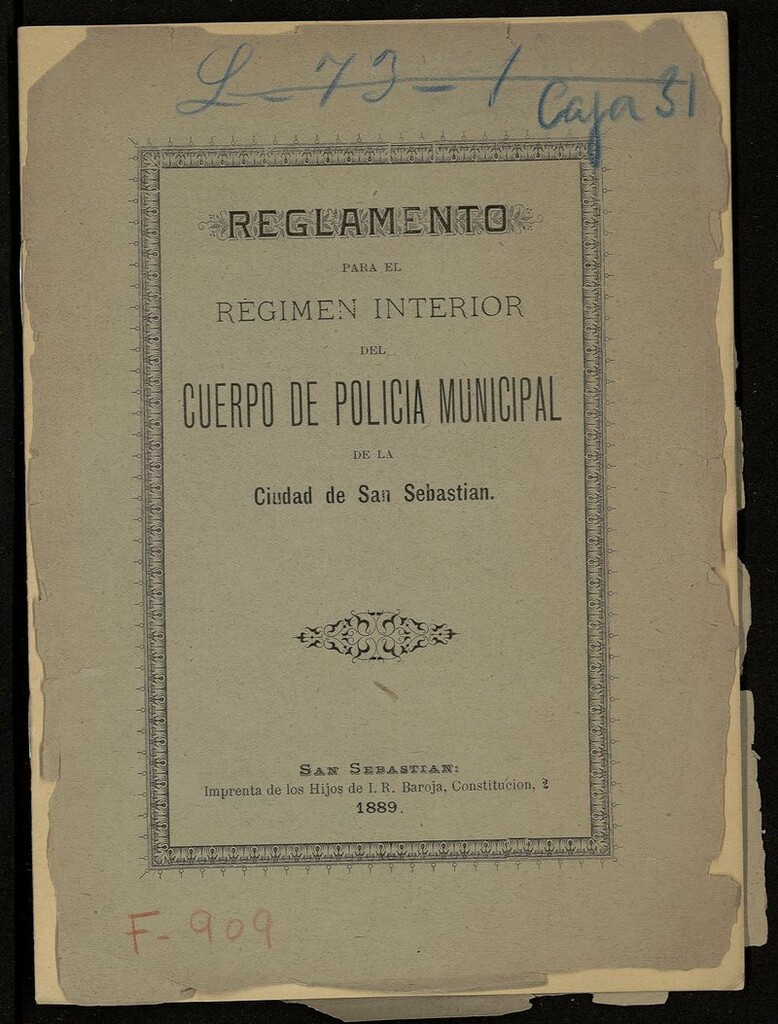 L-73-1
Caja 31
REGLAMENTO
PARA EL
RÉGIMEN INTERIOR
DEL
CUERPO DE POLICIA MUNICIPAL
DE LA
Ciudad de San Sebastian.
SAN SEBASTIAN:
Imprenta de los Hijos de I. R. Baroja, Constitucion, 2
1889.
F-909